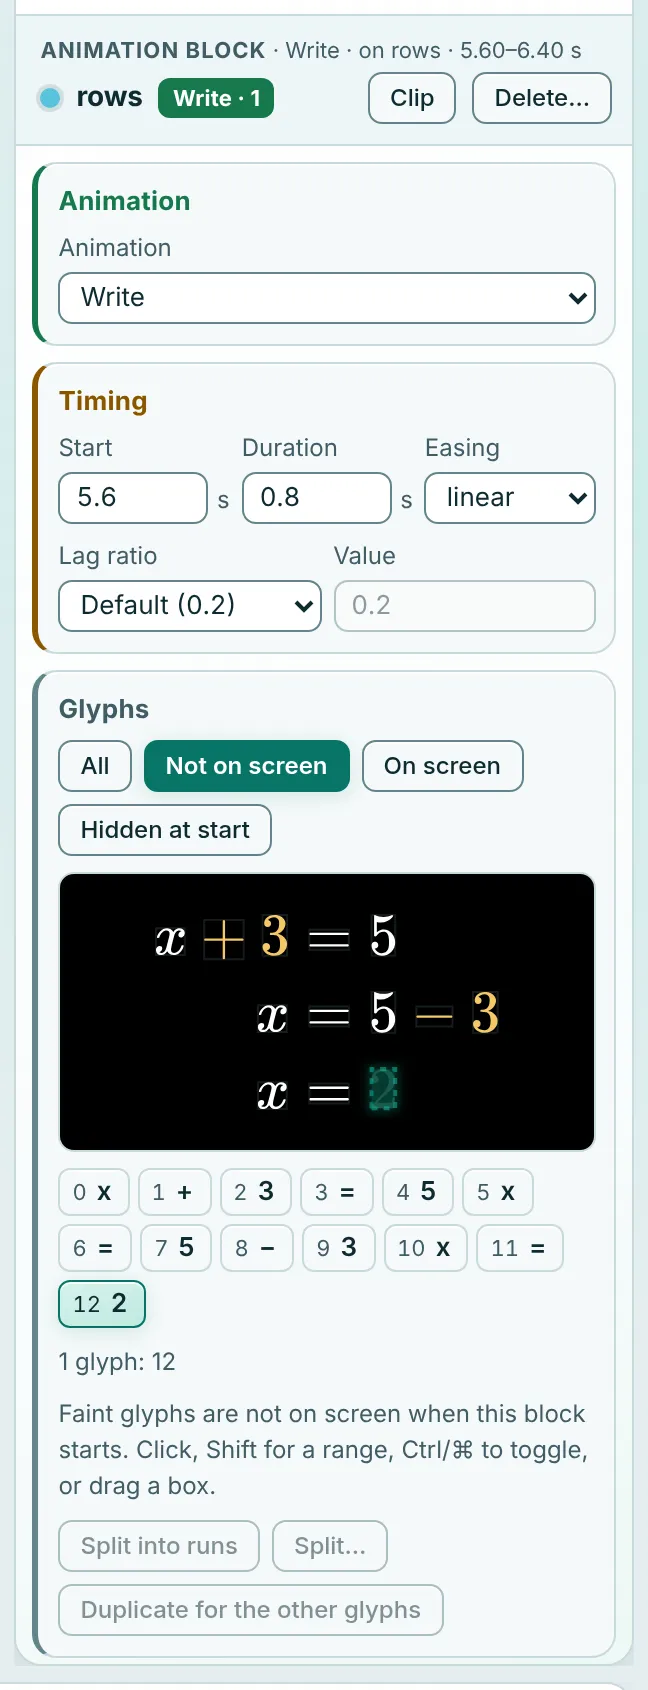 ANIMATION BLOCK · Write · on rows · 5.60–6.40 s
rows Write · 1 Clip Delete...
Animation
Animation
Write
Timing
Start Duration Easing
5.6 s 0.8 s linear
Lag ratio Value
Default (0.2) 0.2
Glyphs
All Not on screen On screen
Hidden at start
x + 3 = 5
x = 5 − 3
x = 2
0 x 1 + 2 3 3 = 4 5 5 x
6 = 7 5 8 − 9 3 10 x 11 =
12 2
1 glyph: 12
Faint glyphs are not on screen when this block
starts. Click, Shift for a range, Ctrl/⌘ to toggle,
or drag a box.
Split into runs Split...
Duplicate for the other glyphs